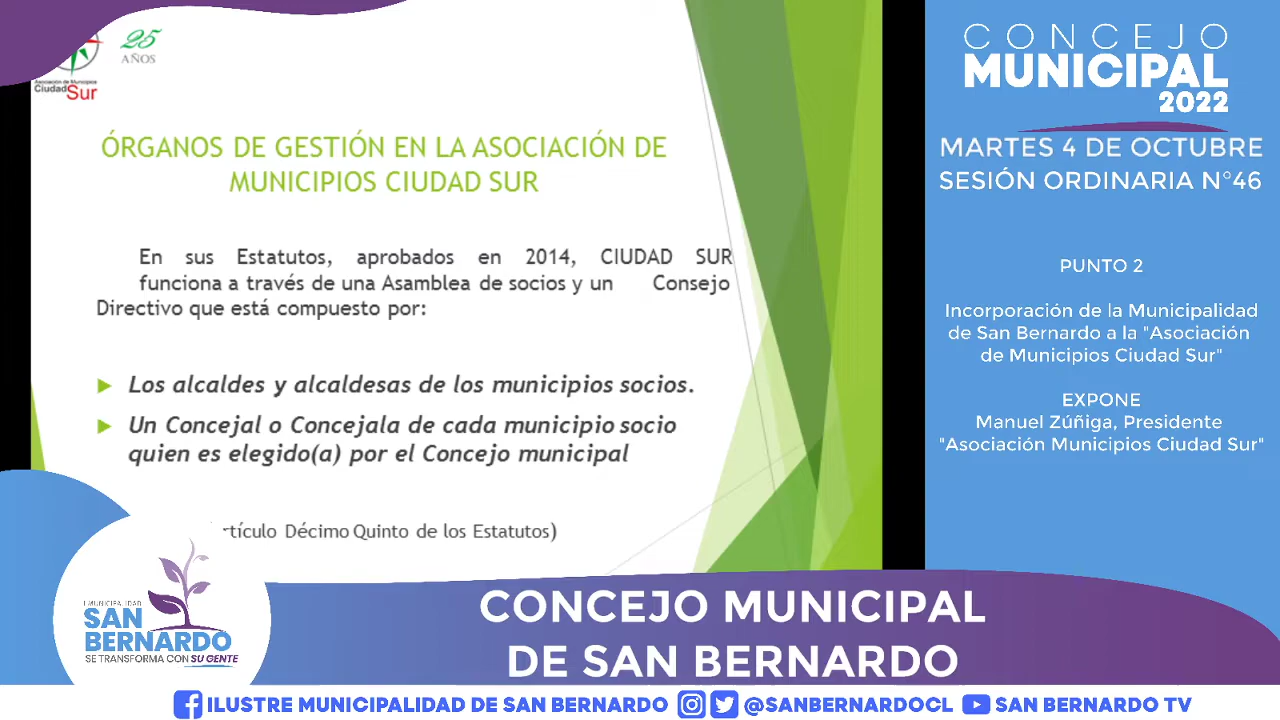 25
AÑOS
Asociación de Municipios
Ciudad Sur
ÓRGANOS DE GESTIÓN EN LA ASOCIACIÓN DE
MUNICIPIOS CIUDAD SUR
En sus Estatutos, aprobados en 2014, CIUDAD SUR
funciona a través de una Asamblea de socios y un Consejo
Directivo que está compuesto por:
Los alcaldes y alcaldesas de los municipios socios.
Un Concejal o Concejala de cada municipio socio
quien es elegido(a) por el Concejo municipal
rtículo Décimo Quinto de los Estatutos)
CONCEJO
MUNICIPAL
2022
MARTES 4 DE OCTUBRE
SESIÓN ORDINARIA N°46
PUNTO 2
Incorporación de la Municipalidad
de San Bernardo a la "Asociación
de Municipios Ciudad Sur"
EXPONE
Manuel Zúñiga, Presidente
"Asociación Municipios Ciudad Sur"
I. MUNICIPALIDAD
SAN
BERNARDO
SE TRANSFORMA CON SU GENTE
CONCEJO MUNICIPAL
DE SAN BERNARDO
ILUSTRE MUNICIPALIDAD DE SAN BERNARDO @SANBERNARDOCL SAN BERNARDO TV